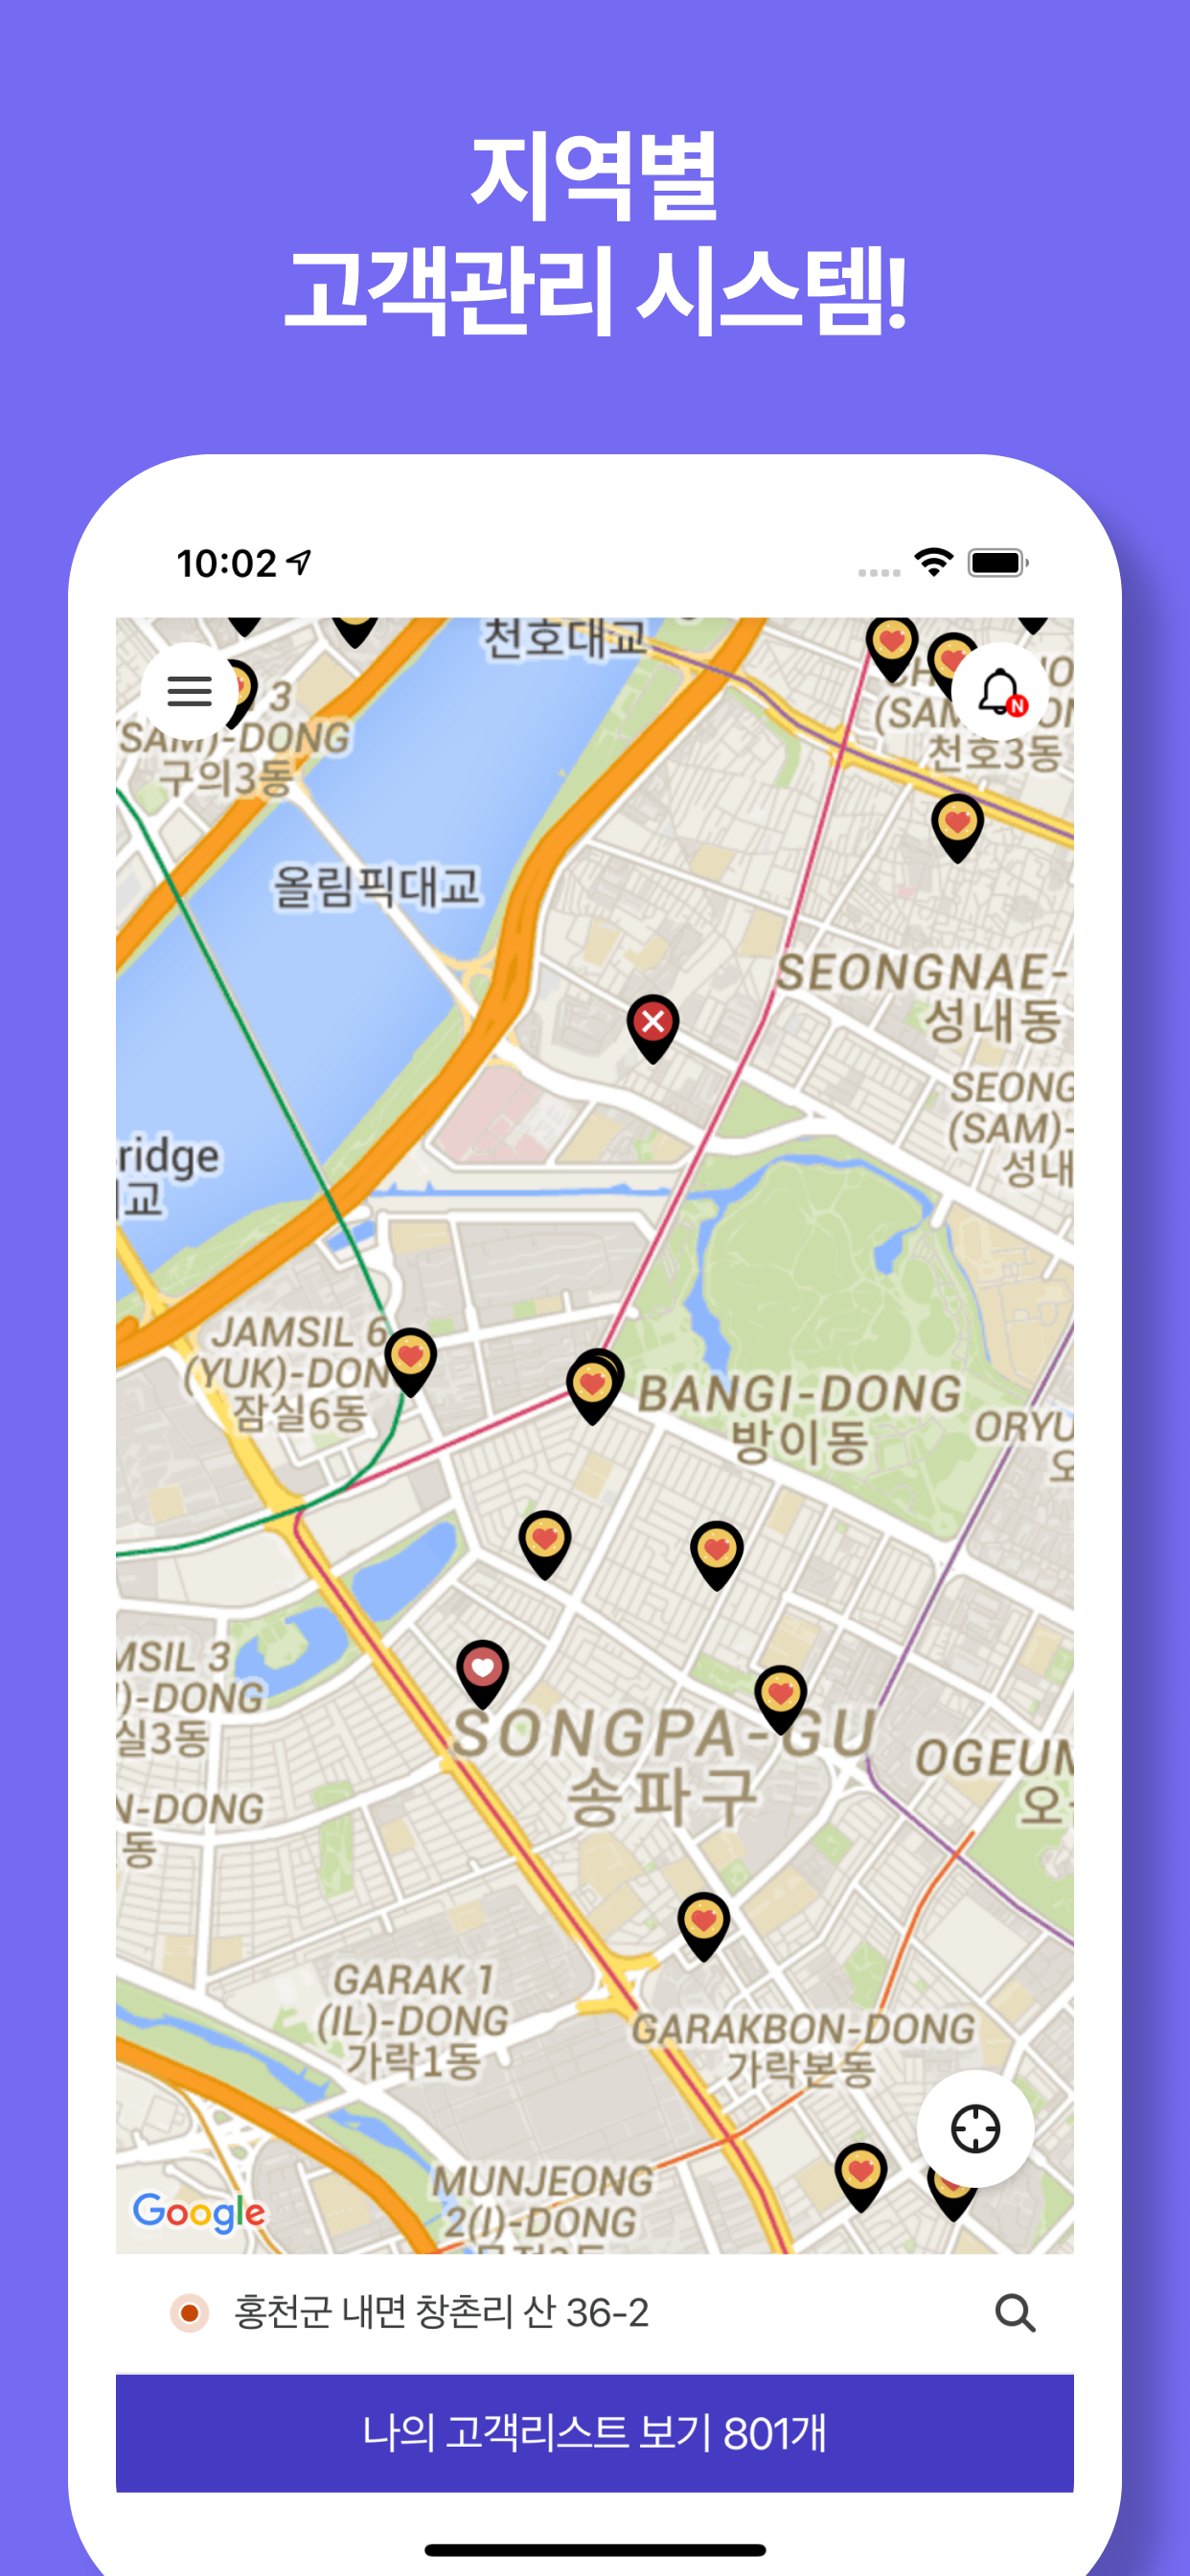 지역별
고객관리 시스템!
10:02
천호대교
3
(SAM)-DONG
구의3동
천호3동
올림픽대교
SEONGNAE-
성내동
SEONG
(SAM)-
성내
ridge
교
JAMSIL 6
(YUK)-DON
잠실6동
BANGI-DONG
방이동
ORYU
오
MSIL 3
)-DONG
실3동
SONGPA-GU
송파구
OGEUM
오
N-DONG
동
GARAK 1
(IL)-DONG
가락1동
GARAKBON-DONG
가락본동
MUNJEONG
2(I)-DONG
Google
홍천군 내면 창촌리 산 36-2
나의 고객리스트 보기 801개